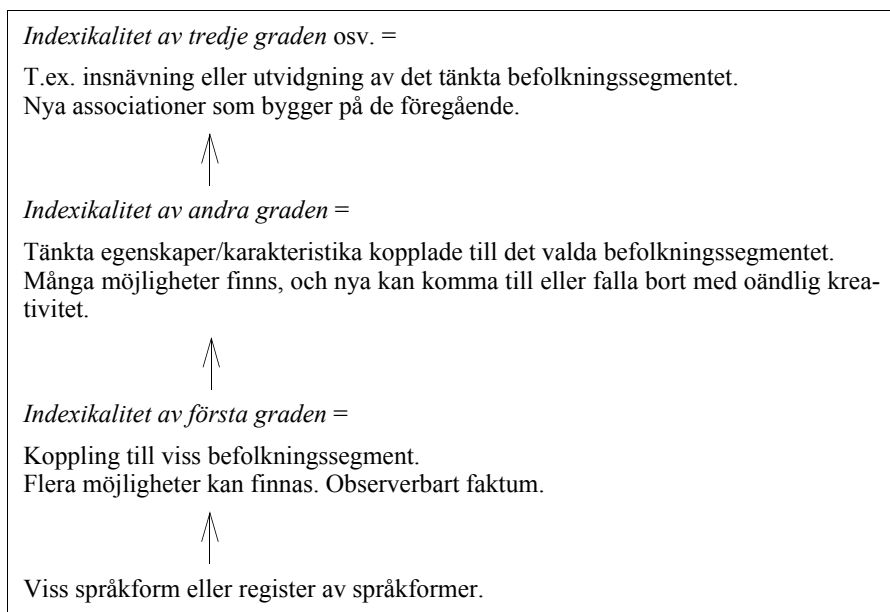 Indexikalitet av tredje graden osv. =
T.ex. insnävning eller utvidgning av det tänkta befolkningssegmentet.
Nya associationer som bygger på de föregående.
Indexikalitet av andra graden =
Tänkta egenskaper/karakteristika kopplade till det valda befolkningssegmentet.
Många möjligheter finns, och nya kan komma till eller falla bort med oändlig krea-
tivitet.
Indexikalitet av första graden =
Koppling till viss befolkningssegment.
Flera möjligheter kan finnas. Observerbart faktum.
Viss språkform eller register av språkformer.